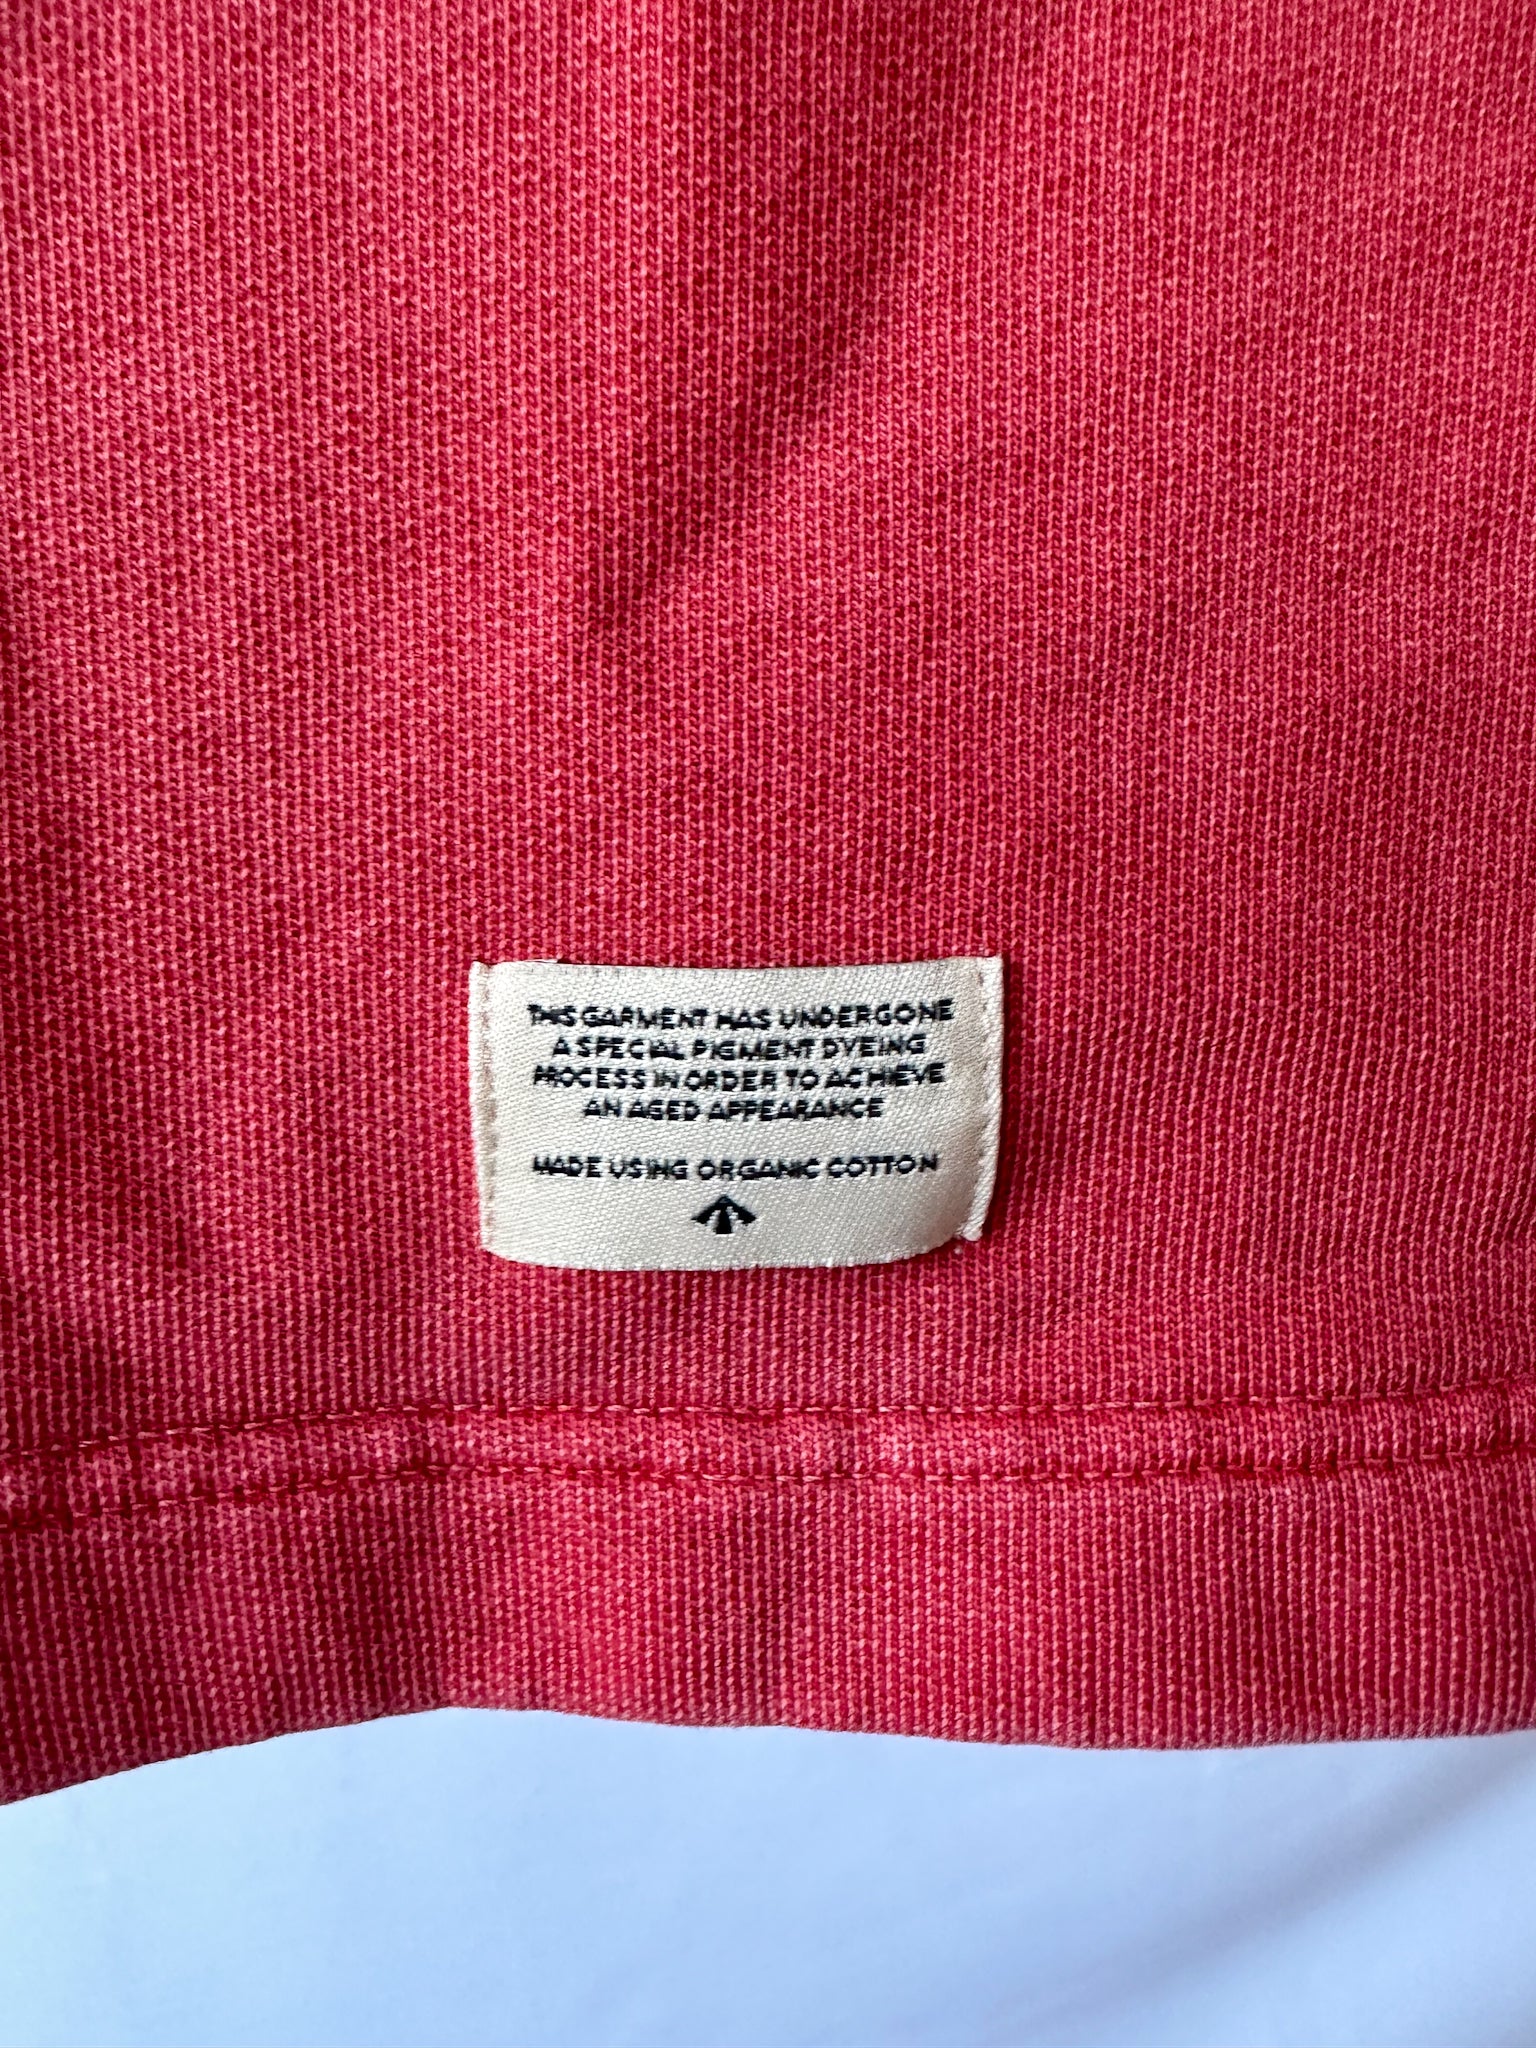 THIS GARMENT HAS UNDERGONE
A SPECIAL PIGMENT DYEING
PROCESS IN ORDER TO ACHIEVE
AN AGED APPEARANCE
MADE USING ORGANIC COTTON